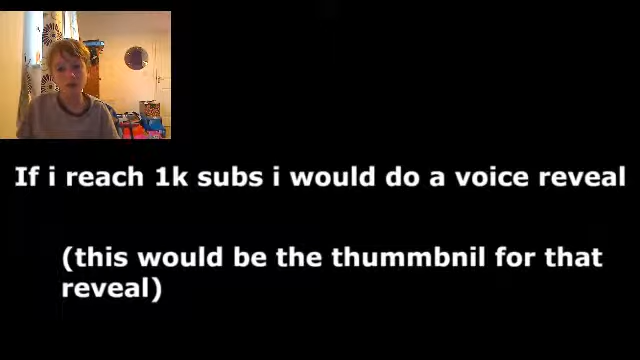 If i reach 1k subs i would do a voice reveal
(this would be the thummbnil for that
reveal)